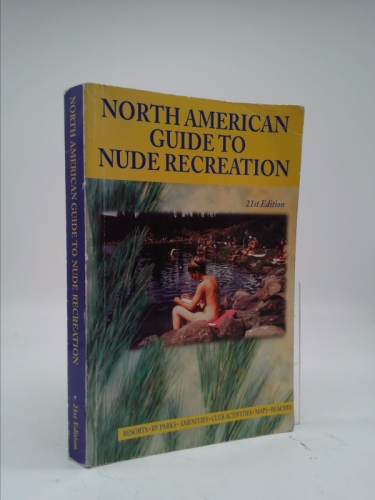 NORTH AMERICAN
GUIDE TO
NUDE RECREATION
21st Edition
RESORTS • RV PARKS • AMENITIES • CLUB ACTIVITIES • MAPS • BEACHES
NORTH AMERICAN GUIDE TO NUDE RECREATION • 21st Edition